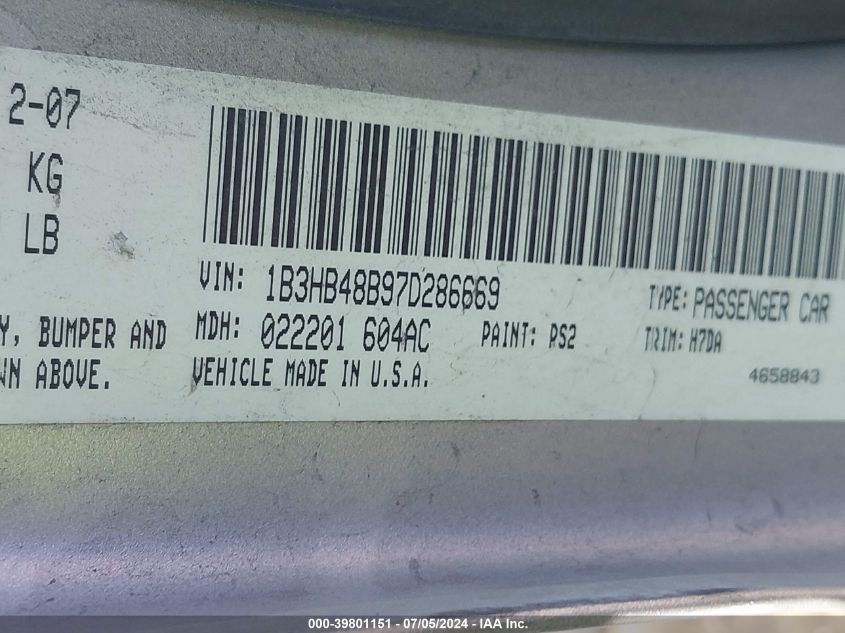 2-07
KG
LB
VIN: 1B3HB48B97D286669
TYPE: PASSENGER CAR
Y, BUMPER AND
MDH: 022201 604AC
PAINT: PS2
TRIM: H7DA
WN ABOVE.
VEHICLE MADE IN U.S.A.
4658843
000-39801151 - 07/05/2024 - IAA Inc.